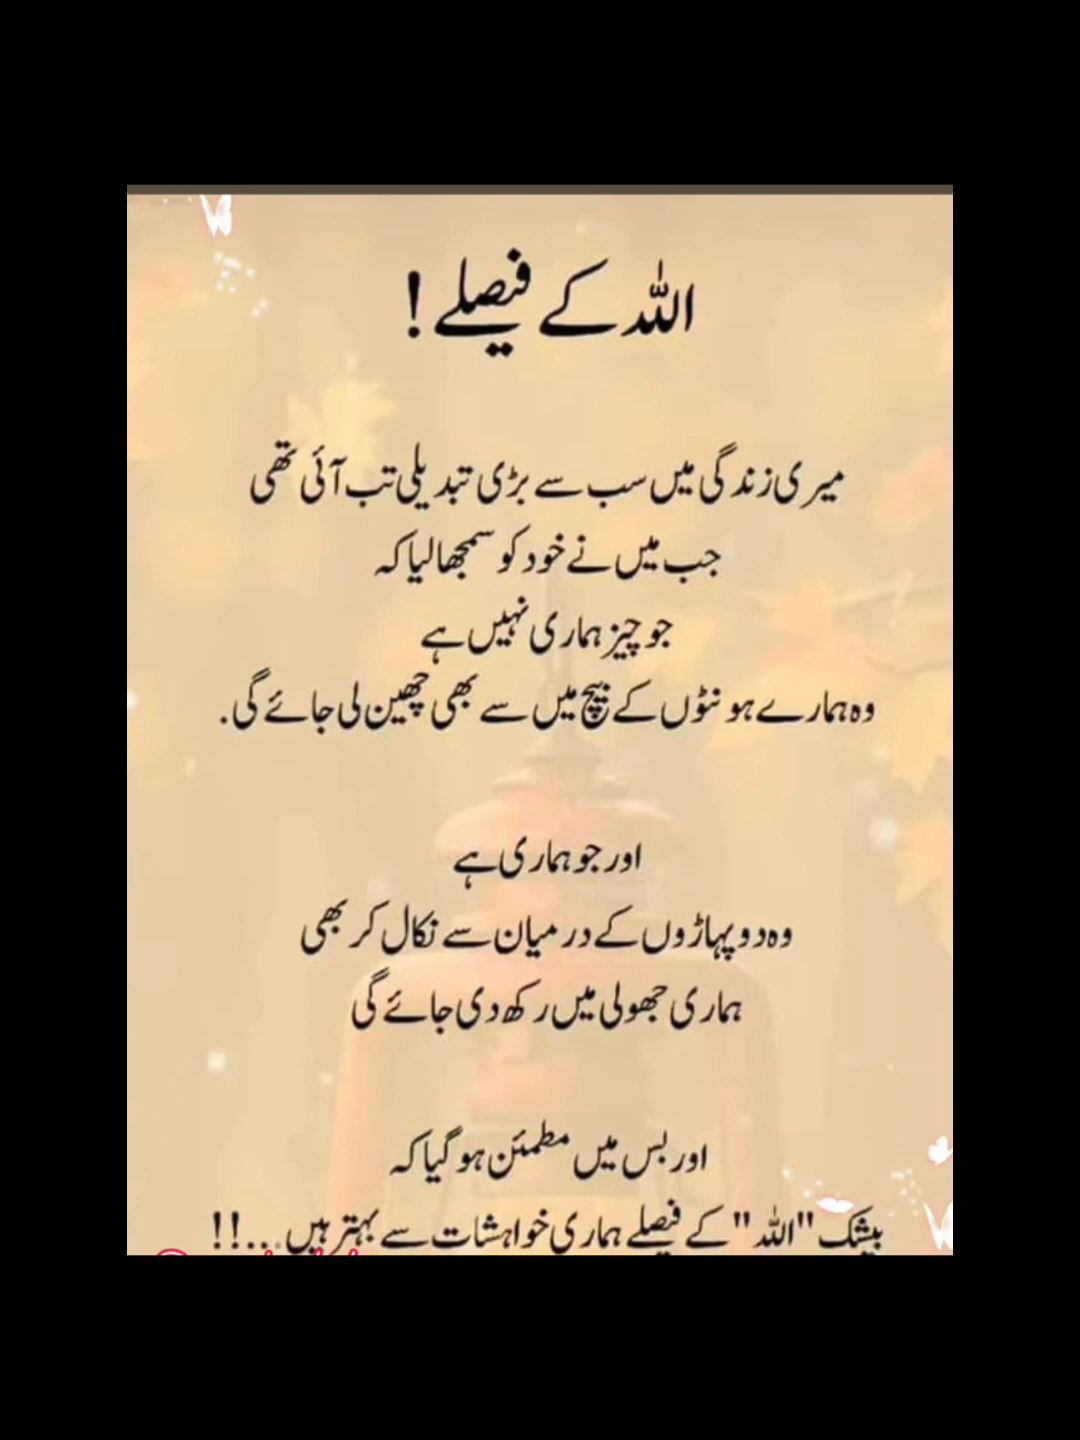 اللہ کے فیصلے !
میری زندگی میں سب سے بڑی تبدیلی تب آئی تھی
جب میں نے خود کو سمجھا لیا کہ
جو چیز ہماری نہیں ہے
وہ ہمارے ہونٹوں کے بیچ میں سے بھی چھین لی جائے گی.
اور جو ہماری ہے
وہ دو پہاڑوں کے درمیان سے نکال کر بھی
ہماری جھولی میں رکھ دی جائے گی
اور بس میں مطمئن ہو گیا کہ
بیشک "اللہ" کے فیصلے ہماری خواہشات سے بہتر ہیں...!!